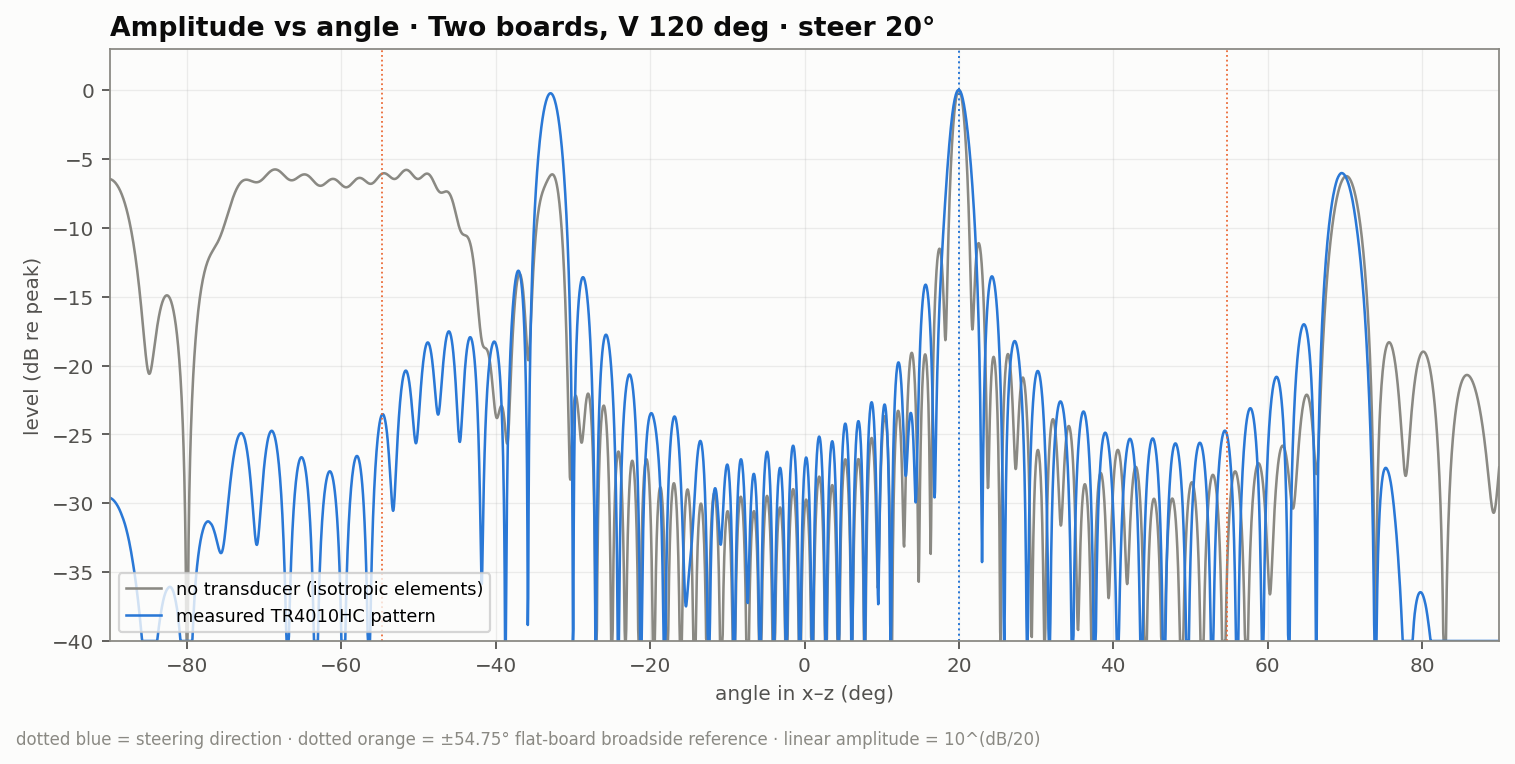 Amplitude vs angle · Two boards, V 120 deg · steer 20°
level (dB re peak)
0
−5
−10
−15
−20
−25
−30
−35
−40
no transducer (isotropic elements)
measured TR4010HC pattern
−80 −60 −40 −20 0 20 40 60 80
angle in x–z (deg)
dotted blue = steering direction · dotted orange = ±54.75° flat-board broadside reference · linear amplitude = 10^(dB/20)